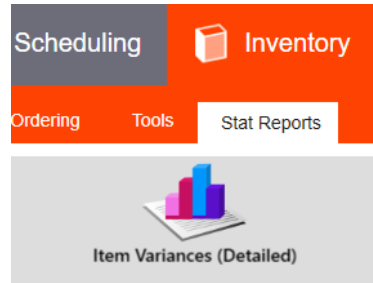 Scheduling Inventory
Ordering Tools Stat Reports
Item Variances (Detailed)